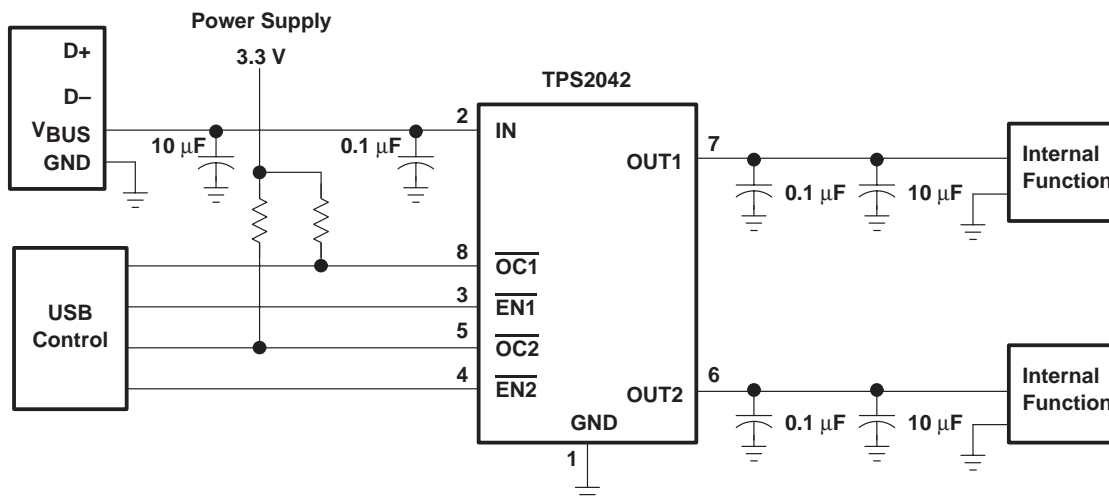 Power Supply
3.3 V
D+
D–
VBUS
GND
10 μF
0.1 μF
TPS2042
2
IN
7
OUT1
0.1 μF
10 μF
Internal
Function
USB
Control
8
OC1
3
EN1
5
OC2
4
EN2
6
OUT2
0.1 μF
10 μF
Internal
Function
GND
1